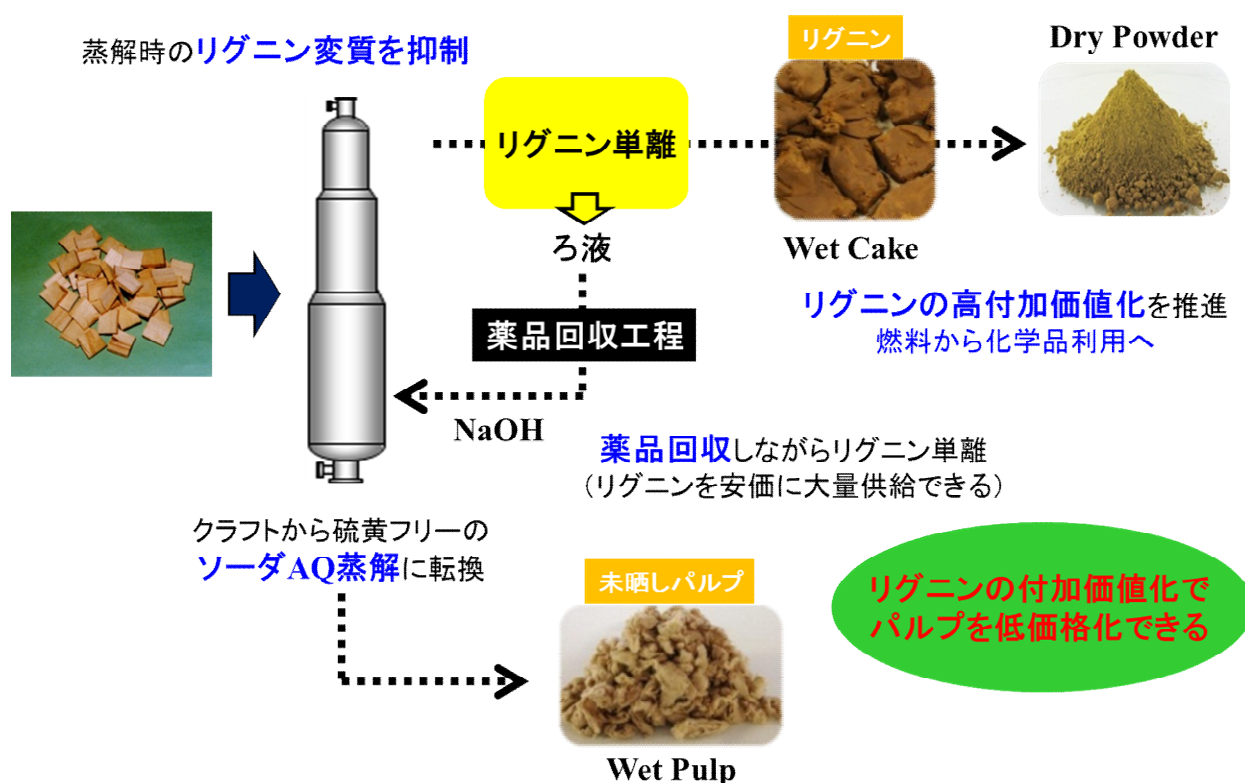 蒸解時のリグニン変質を抑制
リグニン
Dry Powder
リグニン単離
ろ液
Wet Cake
リグニンの高付加価値化を推進
燃料から化学品利用へ
薬品回収工程
NaOH
薬品回収しながらリグニン単離
（リグニンを安価に大量供給できる）
クラフトから硫黄フリーの
ソーダAQ蒸解に転換
未晒しパルプ
Wet Pulp
リグニンの付加価値化で
パルプを低価格化できる